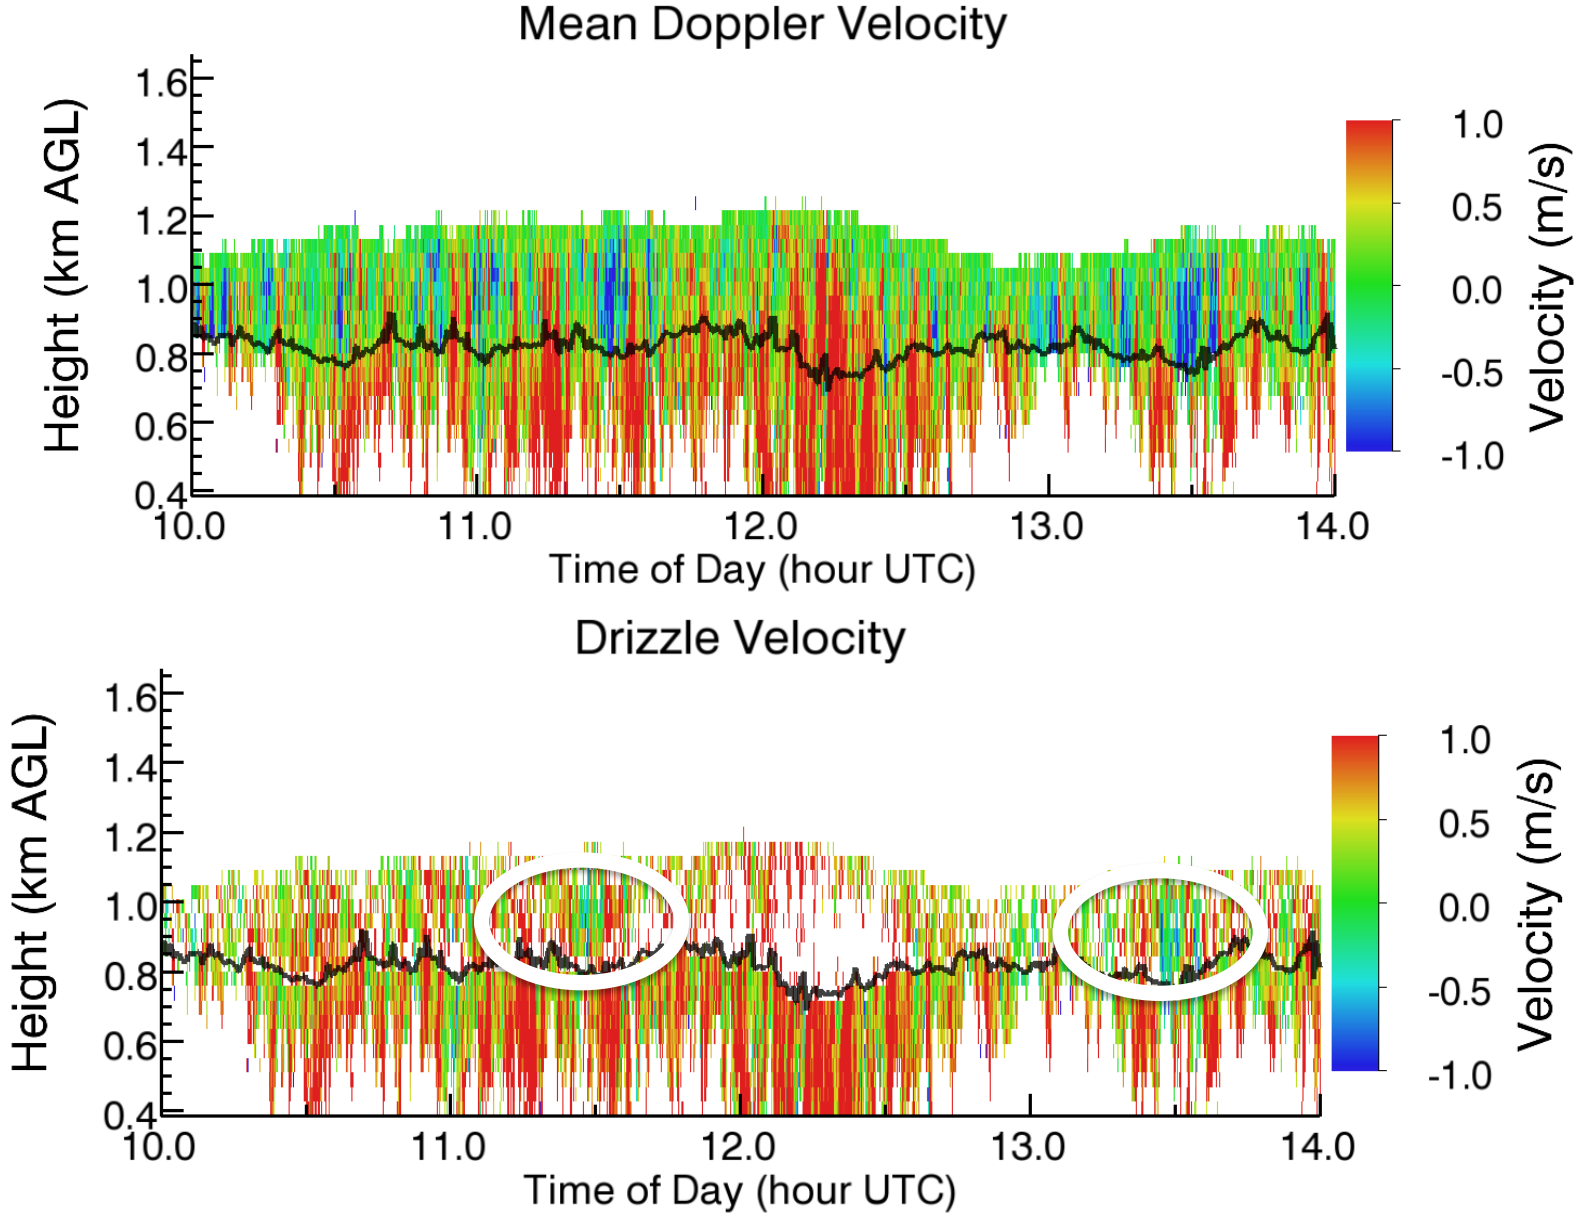 Mean Doppler Velocity
Height (km AGL)
1.6
1.4
1.2
1.0
0.8
0.6
0.4
10.0 11.0 12.0 13.0 14.0
Time of Day (hour UTC)
1.0
0.5
0.0
-0.5
-1.0
Velocity (m/s)
Drizzle Velocity
Height (km AGL)
1.6
1.4
1.2
1.0
0.8
0.6
0.4
10.0 11.0 12.0 13.0 14.0
Time of Day (hour UTC)
1.0
0.5
0.0
-0.5
-1.0
Velocity (m/s)